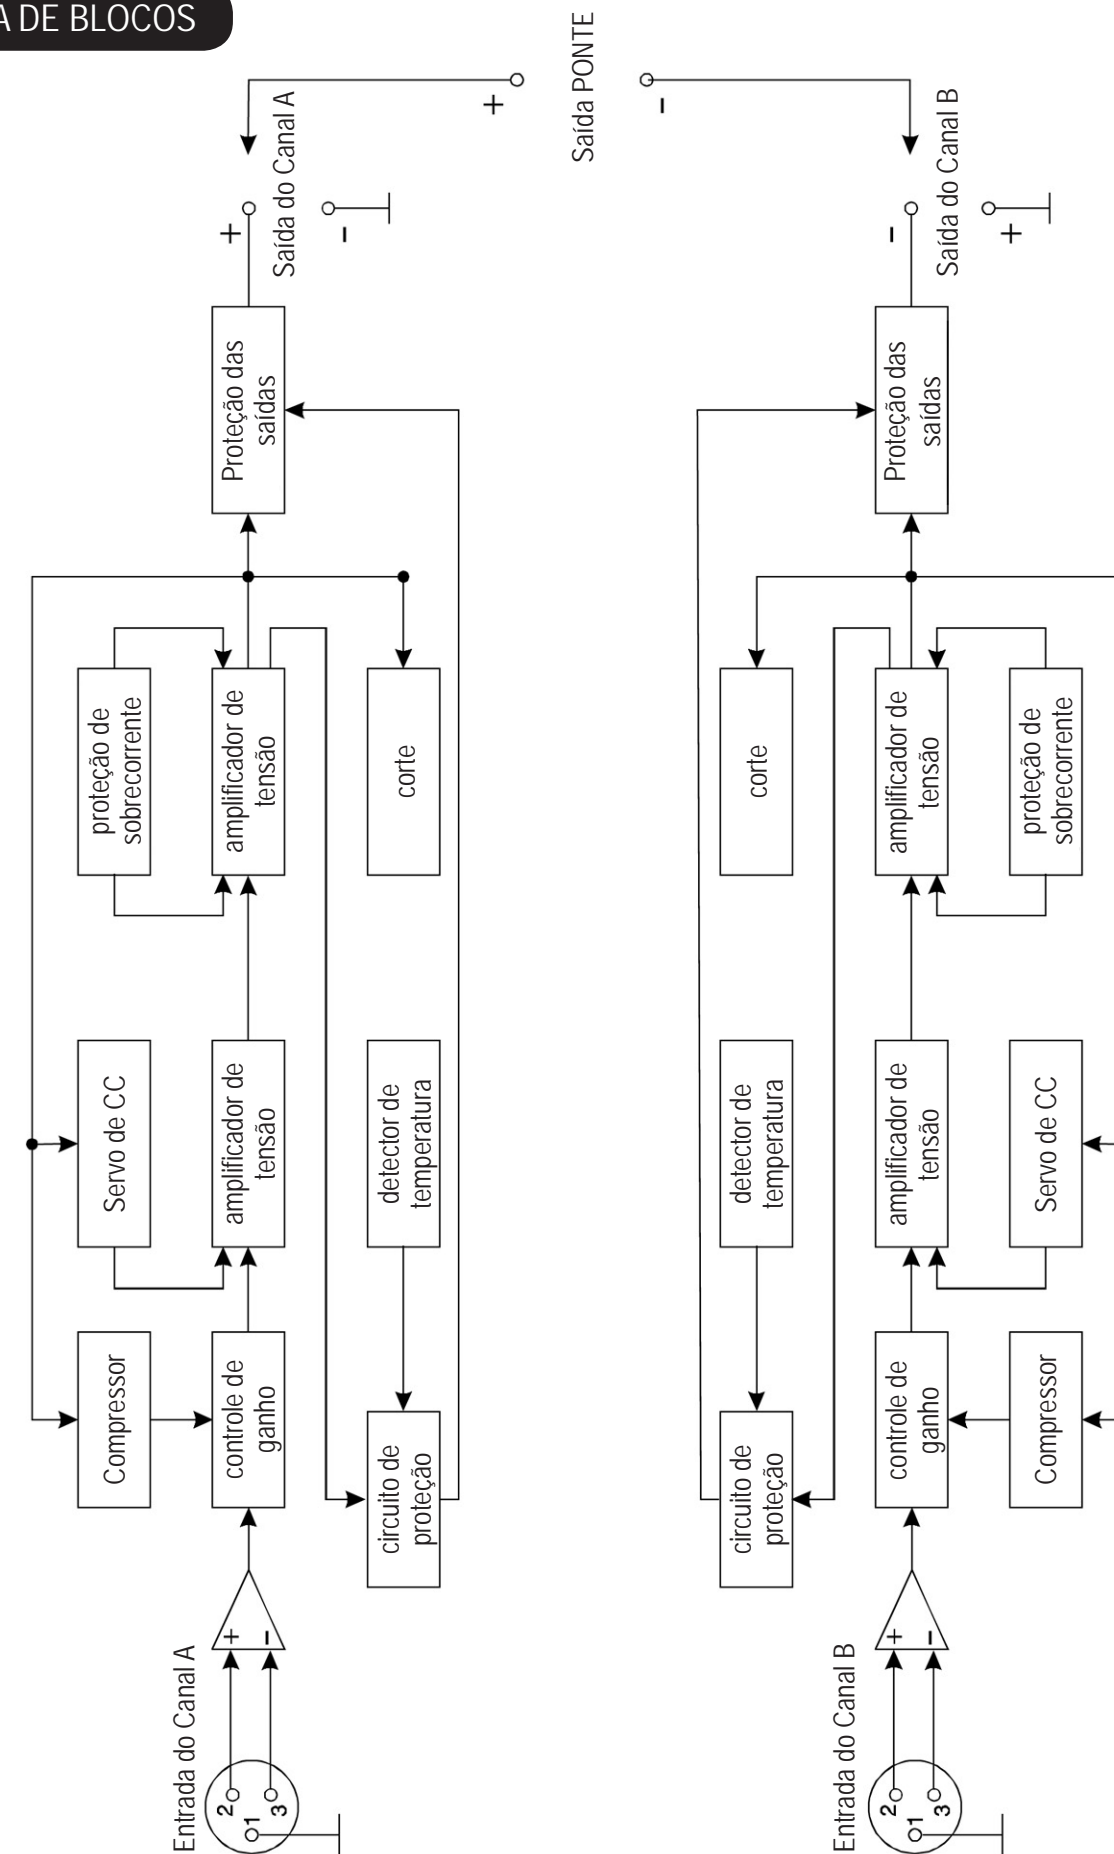 A DE BLOCOS
Entrada do Canal A
2
1
3
+
-
Compressor
controle de
ganho
circuito de
proteção
Servo de CC
amplificador de
tensão
detector de
temperatura
proteção de
sobrecorrente
amplificador de
tensão
corte
Proteção das
saídas
+
-
Saída do Canal A
+
Saída PONTE
-
Entrada do Canal B
2
1
3
+
-
circuito de
proteção
controle de
ganho
Compressor
detector de
temperatura
amplificador de
tensão
Servo de CC
corte
amplificador de
tensão
proteção de
sobrecorrente
Proteção das
saídas
-
+
Saída do Canal B